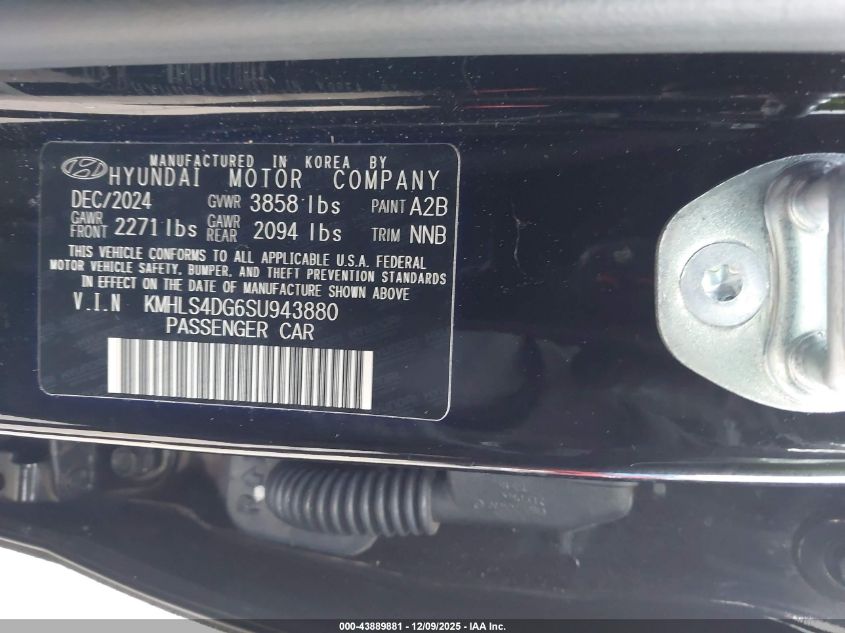 MANUFACTURED IN KOREA BY
HYUNDAI MOTOR COMPANY
DEC/2024 GVWR 3858 lbs PAINT A2B
GAWR FRONT 2271 lbs GAWR REAR 2094 lbs TRIM NNB
THIS VEHICLE CONFORMS TO ALL APPLICABLE U.S.A. FEDERAL
MOTOR VEHICLE SAFETY, BUMPER, AND THEFT PREVENTION STANDARDS
IN EFFECT ON THE DATE OF MANUFACTURE SHOWN ABOVE
V.I.N KMHLS4DG6SU943880
PASSENGER CAR
000-43889881 - 12/09/2025 - IAA Inc.